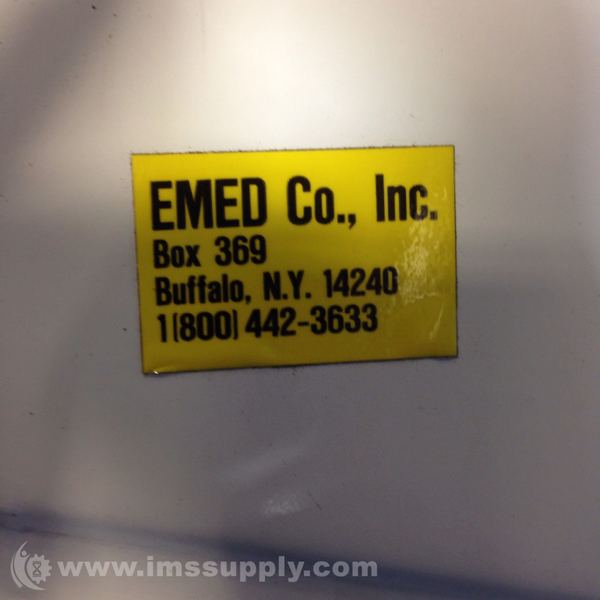 EMED Co., Inc.
Box 369
Buffalo, N.Y. 14240
1(800) 442-3633
www.imssupply.com